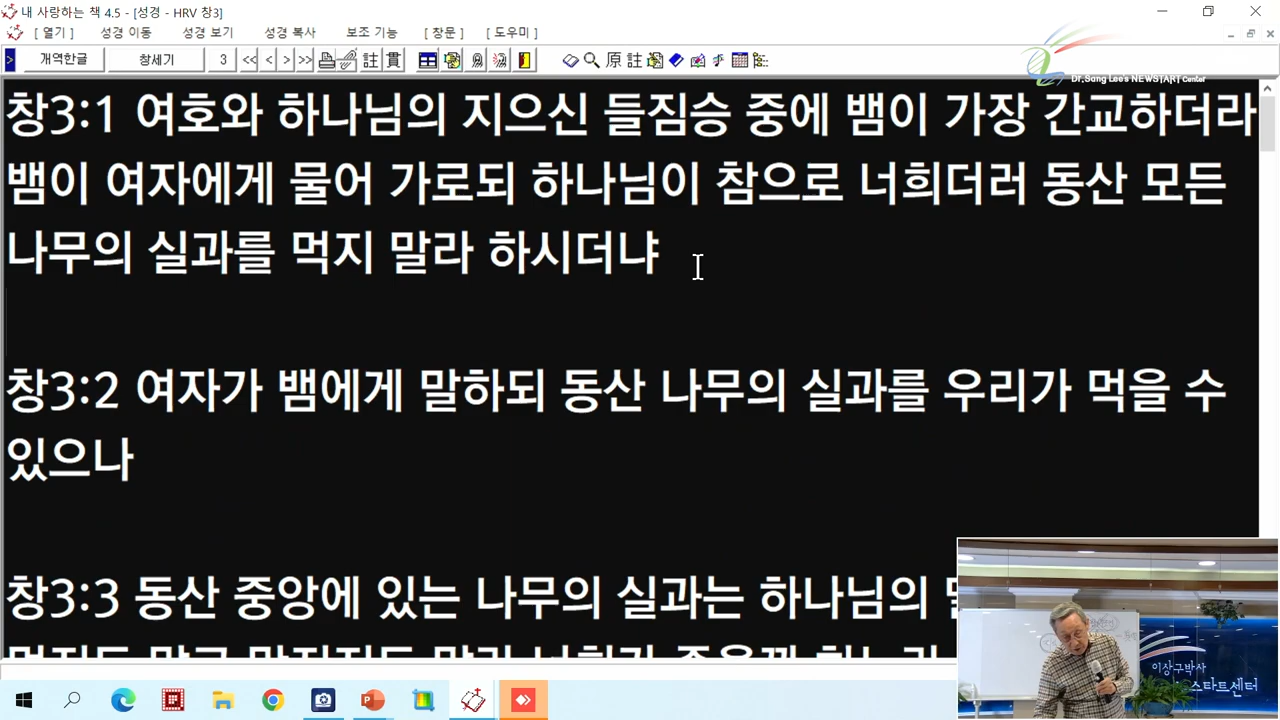 내 사랑하는 책 4.5 - [성경 - HRV 창3]
[ 열기 ] 성경 이동 성경 보기 성경 복사 보조 기능 [ 창문 ] [ 도우미 ]
개역한글 창세기 3 << < > >> 註 貫 原 註
Dr.Sang Lee's NEWSTART Center
창3:1 여호와 하나님의 지으신 들짐승 중에 뱀이 가장 간교하더라
뱀이 여자에게 물어 가로되 하나님이 참으로 너희더러 동산 모든
나무의 실과를 먹지 말라 하시더냐
창3:2 여자가 뱀에게 말하되 동산 나무의 실과를 우리가 먹을 수
있으나
창3:3 동산 중앙에 있는 나무의 실과는 하나님의
이상구박사
스타트센터